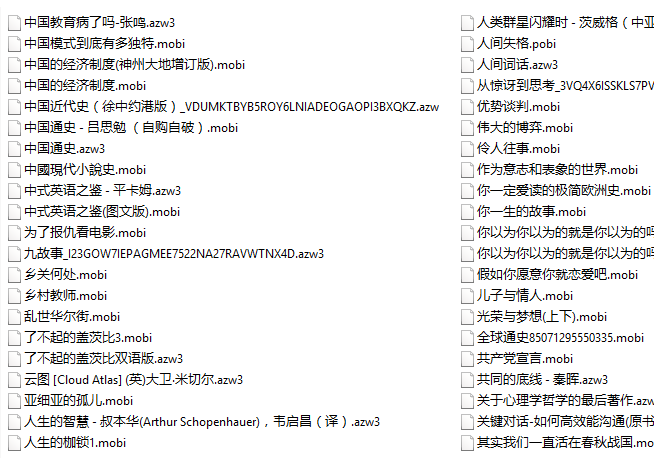 中国教育病了吗-张鸣.azw3
中国模式到底有多独特.mobi
中国的经济制度(神州大地增订版).mobi
中国的经济制度.mobi
中国近代史（徐中约港版）_VDUMKTBYB5ROY6LNIADEOGAOPI3BXQKZ.azw
中国通史 - 吕思勉 （自购自破）.mobi
中国通史.azw3
中國現代小說史.mobi
中式英语之鉴 - 平卡姆.azw3
中式英语之鉴(图文版).mobi
为了报仇看电影.mobi
九故事_I23GOW7IEPAGMEE7522NA27RAVWTNX4D.azw3
乡关何处.mobi
乡村教师.mobi
乱世华尔街.mobi
了不起的盖茨比3.mobi
了不起的盖茨比双语版.azw3
云图 [Cloud Atlas] (英)大卫·米切尔.azw3
亚细亚的孤儿.mobi
人生的智慧 - 叔本华(Arthur Schopenhauer)，韦启昌（译）.azw3
人生的枷锁1.mobi
人类群星闪耀时 - 茨威格（中亚
人间失格.pobi
人间词话.azw3
从惊讶到思考_3VQ4X6ISSKLS7PV
优势谈判.mobi
伟大的博弈.mobi
伶人往事.mobi
作为意志和表象的世界.mobi
你一定爱读的极简欧洲史.mobi
你一生的故事.mobi
你以为你以为的就是你以为的吗
你以为你以为的就是你以为的吗
假如你愿意你就恋爱吧.mobi
儿子与情人.mobi
光荣与梦想(上下).mobi
全球通史85071295550335.mobi
共产党宣言.mobi
共同的底线 - 秦晖.azw3
关于心理学哲学的最后著作.azw
关键对话-如何高效能沟通(原书
其实我们一直活在春秋战国.mo